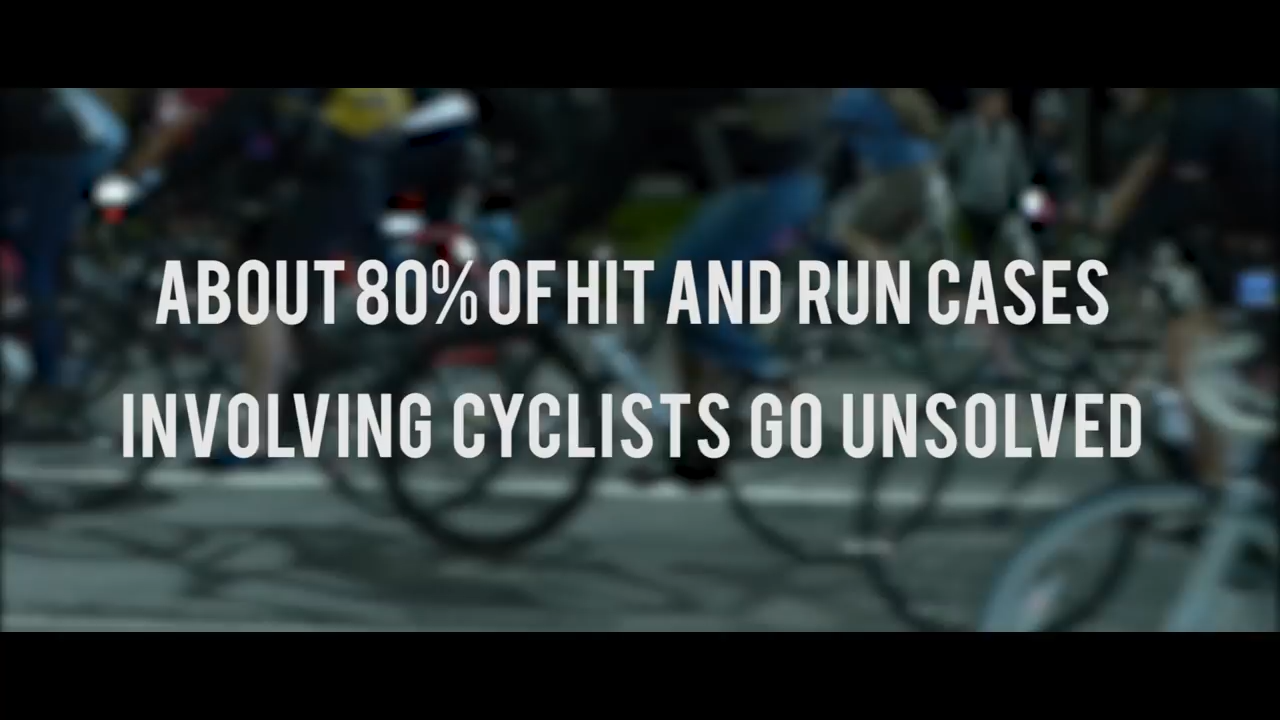 ABOUT 80% OF HIT AND RUN CASES
INVOLVING CYCLISTS GO UNSOLVED